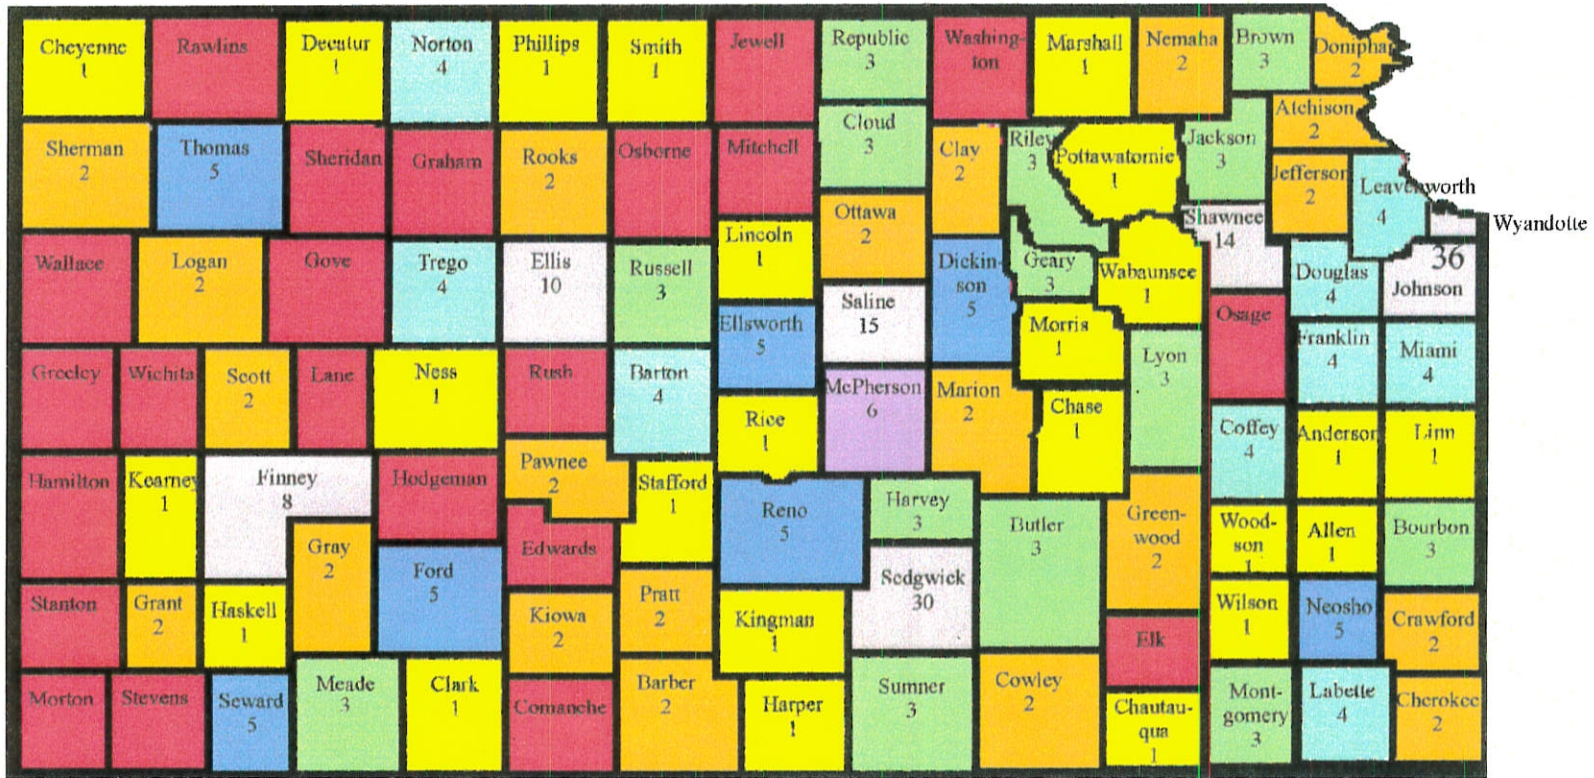 Cheyenne
1
Rawlins
Decatur
1
Norton
4
Phillips
1
Smith
1
Jewell
Republic
3
Washing-
ton
Marshall
1
Nemaha
2
Brown
3
Doniphan
2
Atchison
2
Sherman
2
Thomas
5
Sheridan
Graham
Rooks
2
Osborne
Mitchell
Cloud
3
Clay
2
Riley
3
Pottawatomie
1
Jackson
3
Jefferson
2
Leavenworth
4
Wyandotte
Wallace
Logan
2
Gove
Trego
4
Ellis
10
Russell
3
Lincoln
1
Ottawa
2
Dickin-
son
5
Geary
3
Wabaunsee
1
Shawnee
14
Douglas
4
36
Johnson
Saline
15
Ellsworth
5
Morris
1
Osage
Franklin
4
Miami
4
Greeley
Wichita
Scott
2
Lane
Ness
1
Rush
Barton
4
Rice
1
McPherson
6
Marion
2
Chase
1
Lyon
3
Coffey
4
Anderson
1
Linn
1
Hamilton
Kearney
1
Finney
8
Hodgeman
Pawnee
2
Stafford
1
Reno
5
Harvey
3
Butler
3
Green-
wood
2
Wood-
son
1
Allen
1
Bourbon
3
Gray
2
Ford
5
Edwards
Sedgwick
30
Stanton
Grant
2
Haskell
1
Kiowa
2
Pratt
2
Kingman
1
Elk
Wilson
1
Neosho
5
Crawford
2
Morton
Stevens
Seward
5
Meade
3
Clark
1
Comanche
Barber
2
Harper
1
Sumner
3
Cowley
2
Chautau-
qua
1
Mont-
gomery
3
Labette
4
Cherokee
2